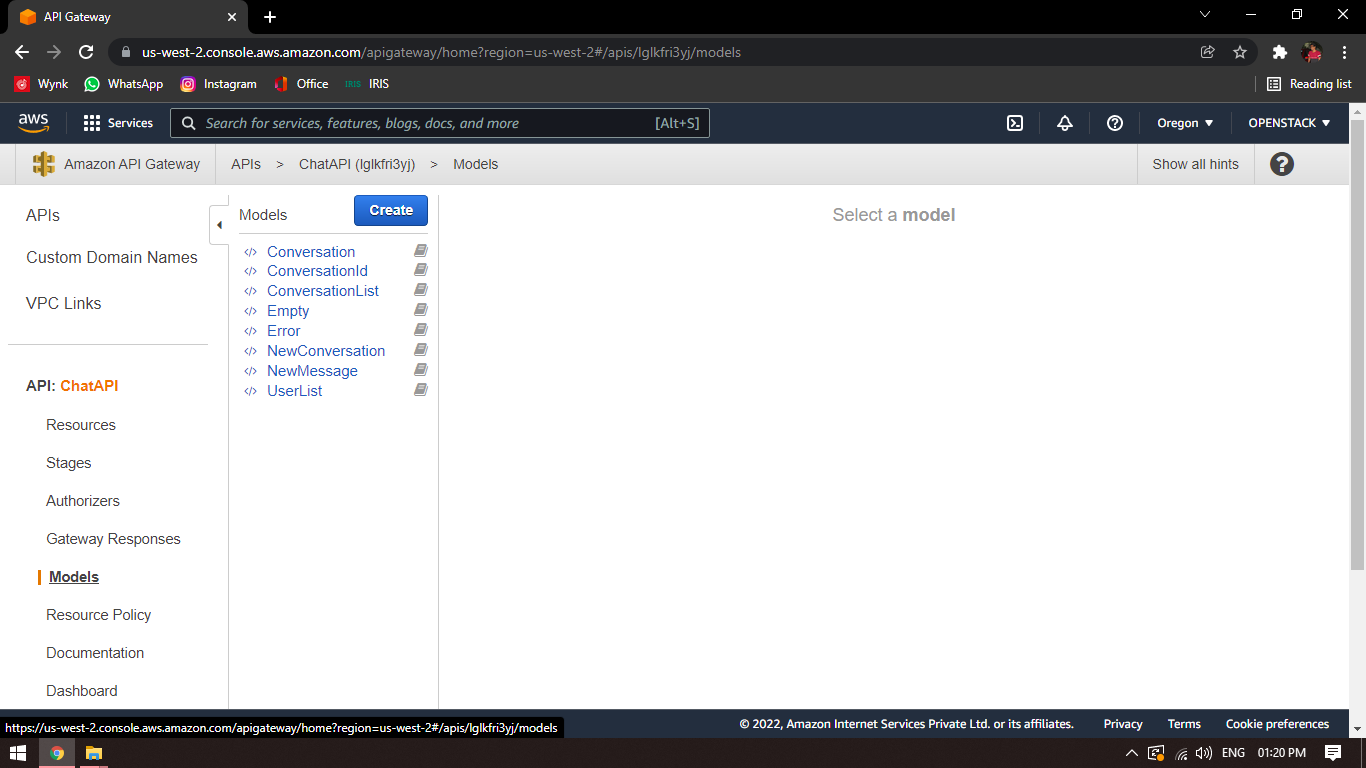 API Gateway
us-west-2.console.aws.amazon.com/apigateway/home?region=us-west-2#/apis/lglkfri3yj/models
Wynk WhatsApp Instagram Office IRIS IRIS Reading list
aws Services Search for services, features, blogs, docs, and more [Alt+S] Oregon OPENSTACK
Amazon API Gateway APIs > ChatAPI (lglkfri3yj) > Models Show all hints
APIs
Custom Domain Names
VPC Links
API: ChatAPI
Resources
Stages
Authorizers
Gateway Responses
Models
Resource Policy
Documentation
Dashboard
Models Create
</> Conversation
</> ConversationId
</> ConversationList
</> Empty
</> Error
</> NewConversation
</> NewMessage
</> UserList
Select a model
https://us-west-2.console.aws.amazon.com/apigateway/home?region=us-west-2#/apis/lglkfri3yj/models
© 2022, Amazon Internet Services Private Ltd. or its affiliates. Privacy Terms Cookie preferences
ENG 01:20 PM